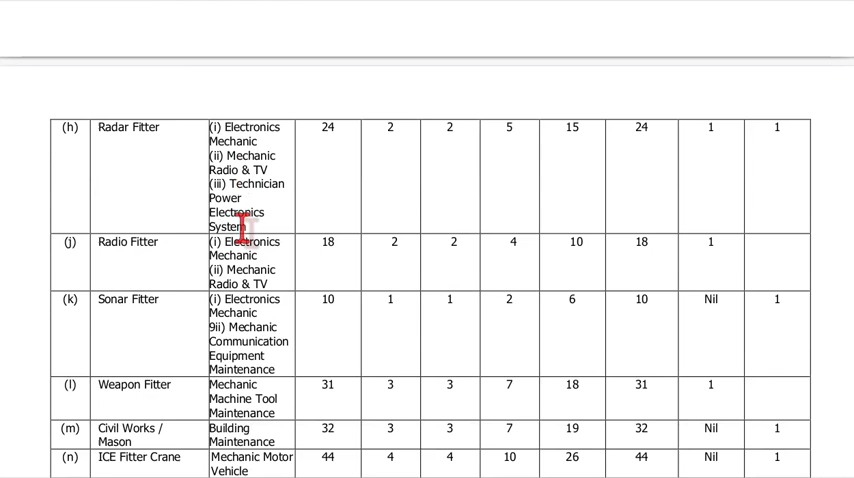 (h) Radar Fitter (i) Electronics 24 2 2 5 15 24 1 1
Mechanic
(ii) Mechanic
Radio & TV
(iii) Technician
Power
Electronics
System
(j) Radio Fitter (i) Electronics 18 2 2 4 10 18 1
Mechanic
(ii) Mechanic
Radio & TV
(k) Sonar Fitter (i) Electronics 10 1 1 2 6 10 Nil 1
Mechanic
9ii) Mechanic
Communication
Equipment
Maintenance
(l) Weapon Fitter Mechanic 31 3 3 7 18 31 1
Machine Tool
Maintenance
(m) Civil Works / Building 32 3 3 7 19 32 Nil 1
Mason Maintenance
(n) ICE Fitter Crane Mechanic Motor 44 4 4 10 26 44 Nil 1
Vehicle